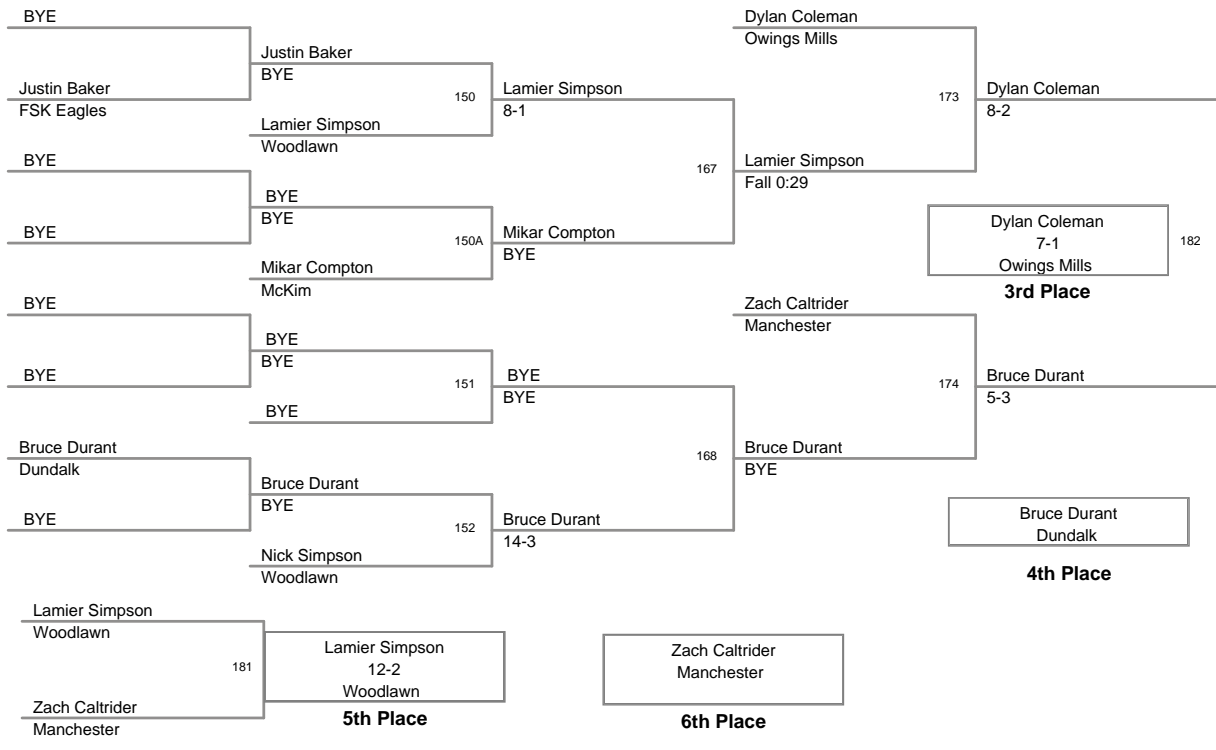 BYE
Dylan Coleman
Owings Mills
Justin Baker
BYE
Justin Baker
FSK Eagles
150
Lamier Simpson
8-1
173
Dylan Coleman
8-2
Lamier Simpson
Woodlawn
BYE
167
Lamier Simpson
Fall 0:29
BYE
BYE
BYE
150A
Mikar Compton
BYE
Dylan Coleman
7-1
Owings Mills
182
3rd Place
Mikar Compton
McKim
BYE
Zach Caltrider
Manchester
BYE
BYE
BYE
151
BYE
BYE
174
Bruce Durant
5-3
BYE
Bruce Durant
Dundalk
168
Bruce Durant
BYE
Bruce Durant
BYE
BYE
152
Bruce Durant
14-3
Bruce Durant
Dundalk
4th Place
Nick Simpson
Woodlawn
Lamier Simpson
Woodlawn
181
Lamier Simpson
12-2
Woodlawn
5th Place
Zach Caltrider
Manchester
6th Place
Zach Caltrider
Manchester